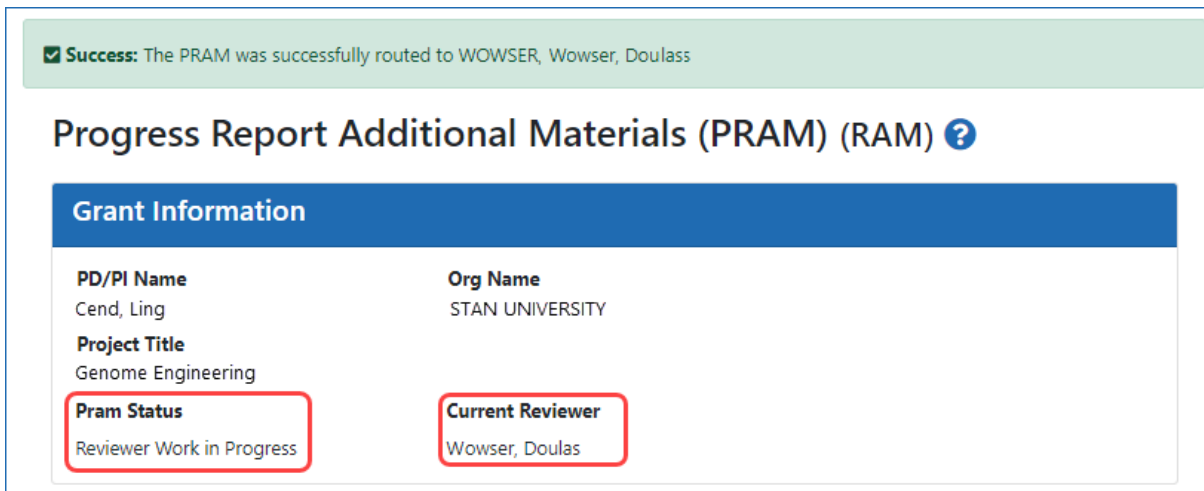 Success: The PRAM was successfully routed to WOWSER, Wowser, Doulass
Progress Report Additional Materials (PRAM) (RAM) ?
Grant Information
PD/PI Name Org Name
Cend, Ling STAN UNIVERSITY
Project Title
Genome Engineering
Pram Status Current Reviewer
Reviewer Work in Progress Wowser, Doulas